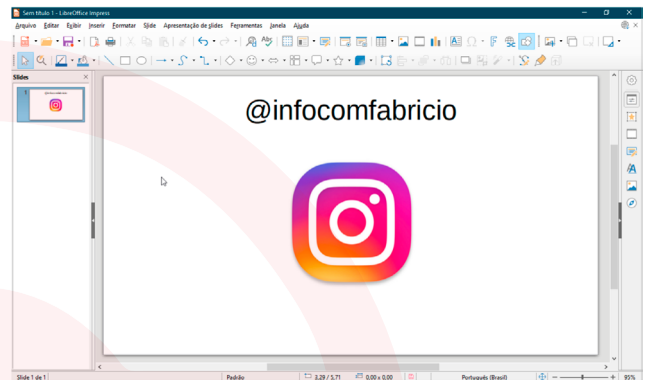 Sem título 1 - LibreOffice Impress
Arquivo Editar Exibir Inserir Formatar Slide Apresentação de slides Ferramentas Janela Ajuda
Slides
1
@infocomfabricio
Slide 1 de 1 Padrão 3,29 / 5,71 0,00 x 0,00 Português (Brasil) 95%